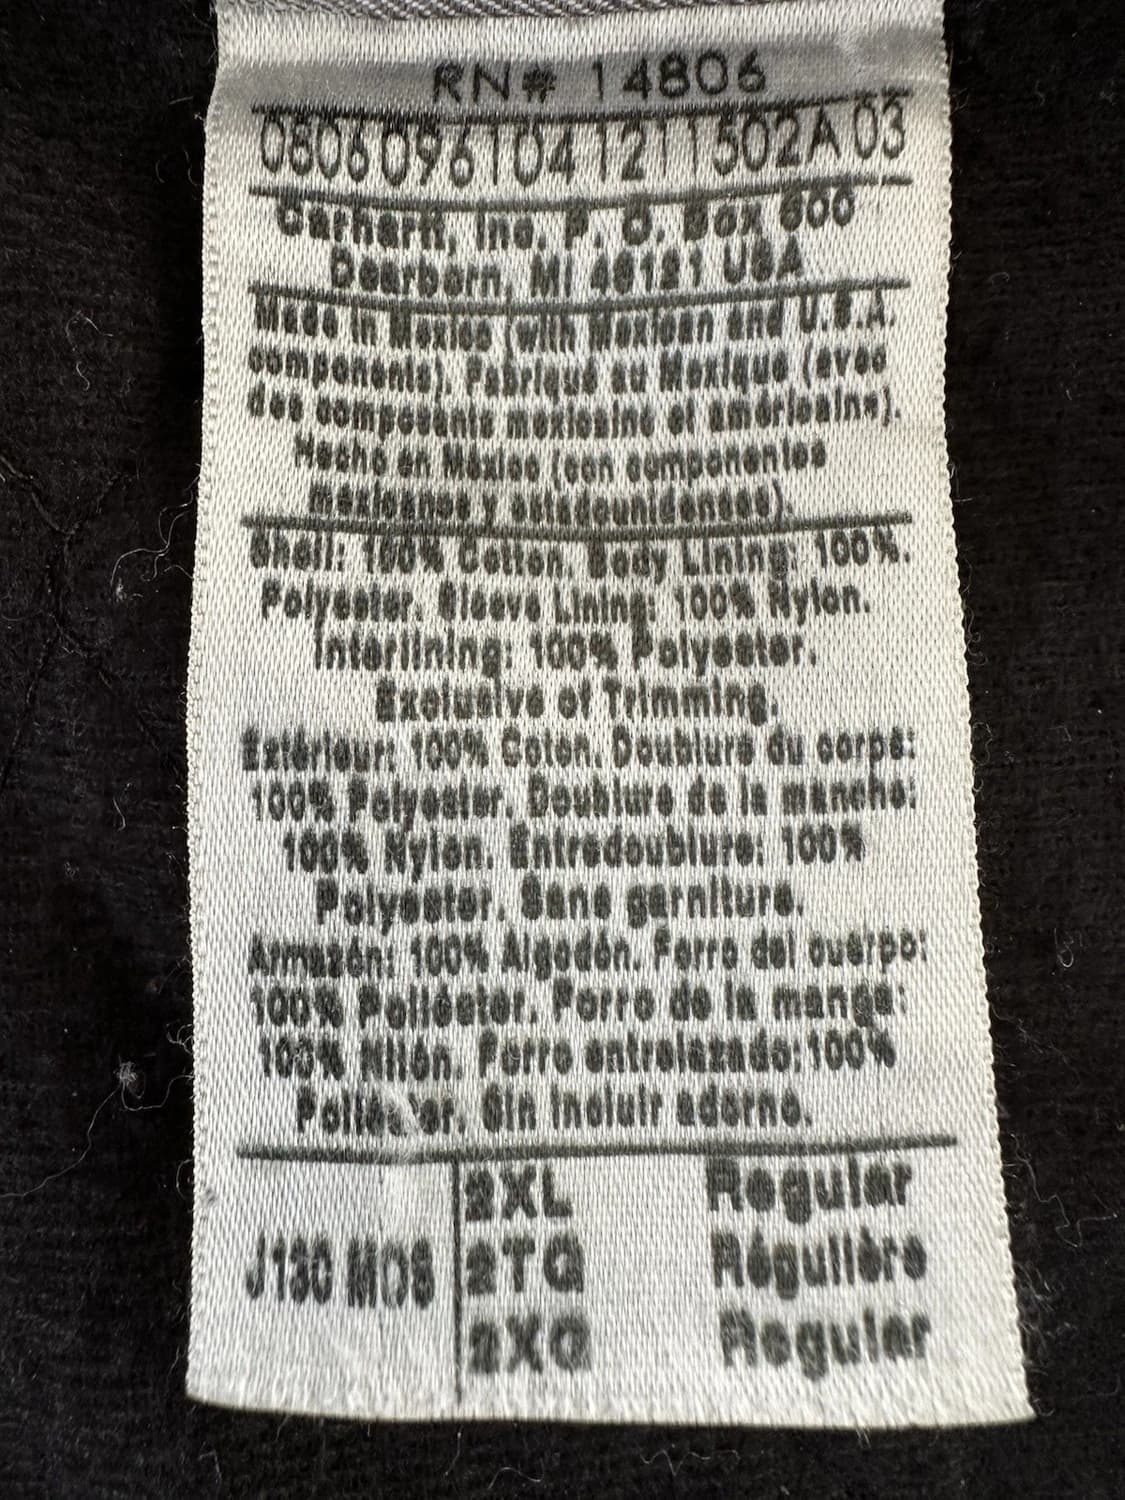 RN# 14806
0606096104121 1502A 03
Carhartt, Inc. P. O. Box 600
Dearborn, MI 48121 USA
Made in Mexico (with Mexican and U.S.A.
components). Fabriqué au Mexique (avec
des composants mexicains et américains).
Hecho en México (con componentes
mexicanos y estadounidenses).
Shell: 100% Cotton. Body Lining: 100%.
Polyester. Sleeve Lining: 100% Nylon.
Interlining: 100% Polyester.
Exclusive of Trimming.
Extérieur: 100% Coton. Doublure du corps:
100% Polyester. Doublure de la manche:
100% Nylon. Entredoublure: 100%
Polyester. Sans garniture.
Armazón: 100% Algodón. Forro del cuerpo:
100% Poliéster. Forro de la manga:
100% Nilón. Forro entrelazado: 100%
Poliéster. Sin incluir adorno.
J130 MOS
2XL Regular
2TG Régulière
2XG Regular